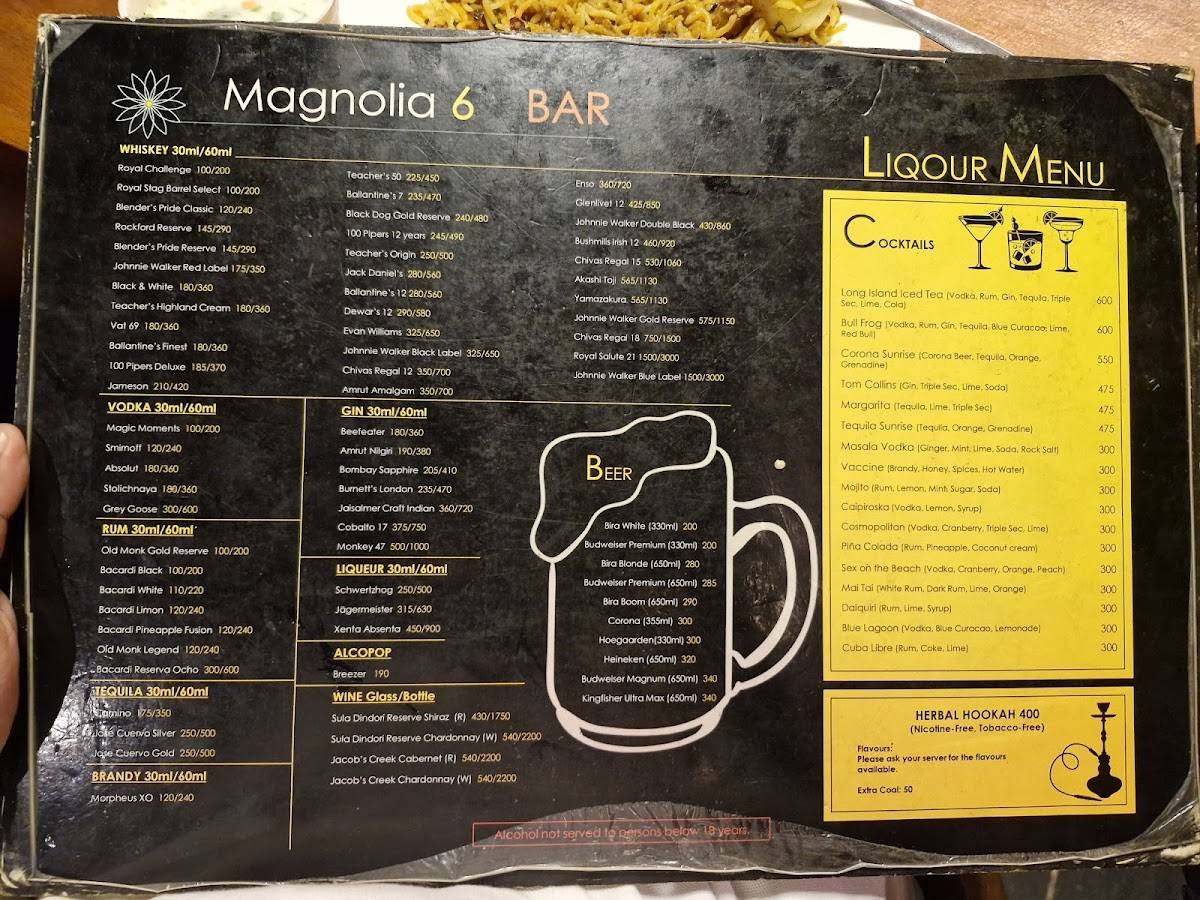 Magnolia 6 BAR
LIQOUR MENU
WHISKEY 30ml/60ml
Royal Challenge 100/200
Royal Stag Barrel Select 100/200
Blender's Pride Classic 120/240
Rockford Reserve 145/290
Blender's Pride Reserve 145/290
Johnnie Walker Red Label 175/350
Black & White 180/360
Teacher's Highland Cream 180/360
Vat 69 180/360
Ballantine's Finest 180/360
100 Pipers Deluxe 185/370
Jameson 210/420
Teacher's 50 225/450
Ballantine's 7 235/470
Black Dog Gold Reserve 240/480
100 Pipers 12 years 245/490
Teacher's Origin 250/500
Jack Daniel's 280/560
Ballantine's 12 280/560
Dewar's 12 290/580
Evan Williams 325/650
Johnnie Walker Black Label 325/650
Chivas Regal 12 350/700
Amrut Amalgam 350/700
Enso 360/720
Glenlivet 12 425/850
Johnnie Walker Double Black 430/860
Bushmills Irish 12 460/920
Chivas Regal 15 530/1060
Akashi Toji 565/1130
Yamazakura 565/1130
Johnnie Walker Gold Reserve 575/1150
Chivas Regal 18 750/1500
Royal Salute 21 1500/3000
Johnnie Walker Blue Label 1500/3000
VODKA 30ml/60ml
Magic Moments 100/200
Smirnoff 120/240
Absolut 180/360
Stolichnaya 180/360
Grey Goose 300/600
RUM 30ml/60ml
Old Monk Gold Reserve 100/200
Bacardi Black 100/200
Bacardi White 110/220
Bacardi Limon 120/240
Bacardi Pineapple Fusion 120/240
Old Monk Legend 120/240
Bacardi Reserva Ocho 300/600
TEQUILA 30ml/60ml
Camino 175/350
Jose Cuervo Silver 250/500
Jose Cuervo Gold 250/500
BRANDY 30ml/60ml
Morpheus XO 120/240
GIN 30ml/60ml
Beefeater 180/360
Amrut Nilgiri 190/380
Bombay Sapphire 205/410
Burnett's London 235/470
Jaisalmer Craft Indian 360/720
Cobalto 17 375/750
Monkey 47 500/1000
LIQUEUR 30ml/60ml
Schwertzhog 250/500
Jägermeister 315/630
Xenta Absenta 450/900
ALCOPOP
Breezer 190
WINE Glass/Bottle
Sula Dindori Reserve Shiraz (R) 430/1750
Sula Dindori Reserve Chardonnay (W) 540/2200
Jacob's Creek Cabernet (R) 540/2200
Jacob's Creek Chardonnay (W) 540/2200
BEER
Bira White (330ml) 200
Budweiser Premium (330ml) 200
Bira Blonde (650ml) 280
Budweiser Premium (650ml) 285
Bira Boom (650ml) 290
Corona (355ml) 300
Hoegaarden(330ml) 300
Heineken (650ml) 320
Budweiser Magnum (650ml) 340
Kingfisher Ultra Max (650ml) 340
COCKTAILS
Long Island Iced Tea (Vodka, Rum, Gin, Tequila, Triple 600
Sec, Lime, Cola)
Bull Frog (Vodka, Rum, Gin, Tequila, Blue Curacao, Lime, 600
Red Bull)
Corona Sunrise (Corona Beer, Tequila, Orange, 550
Grenadine)
Tom Collins (Gin, Triple Sec, Lime, Soda) 475
Margarita (Tequila, Lime, Triple Sec) 475
Tequila Sunrise (Tequila, Orange, Grenadine) 475
Masala Vodka (Ginger, Mint, Lime, Soda, Rock Salt) 300
Vaccine (Brandy, Honey, Spices, Hot Water) 300
Mojito (Rum, Lemon, Mint, Sugar, Soda) 300
Caipiroska (Vodka, Lemon, Syrup) 300
Cosmopolitan (Vodka, Cranberry, Triple Sec, Lime) 300
Piña Colada (Rum, Pineapple, Coconut cream) 300
Sex on the Beach (Vodka, Cranberry, Orange, Peach) 300
Mai Tai (White Rum, Dark Rum, Lime, Orange) 300
Daiquiri (Rum, Lime, Syrup) 300
Blue Lagoon (Vodka, Blue Curacao, Lemonade) 300
Cuba Libre (Rum, Coke, Lime) 300
HERBAL HOOKAH 400
(Nicotine-Free, Tobacco-Free)
Flavours:
Please ask your server for the flavours
available.
Extra Coal: 50
Alcohol not served to persons below 18 years.